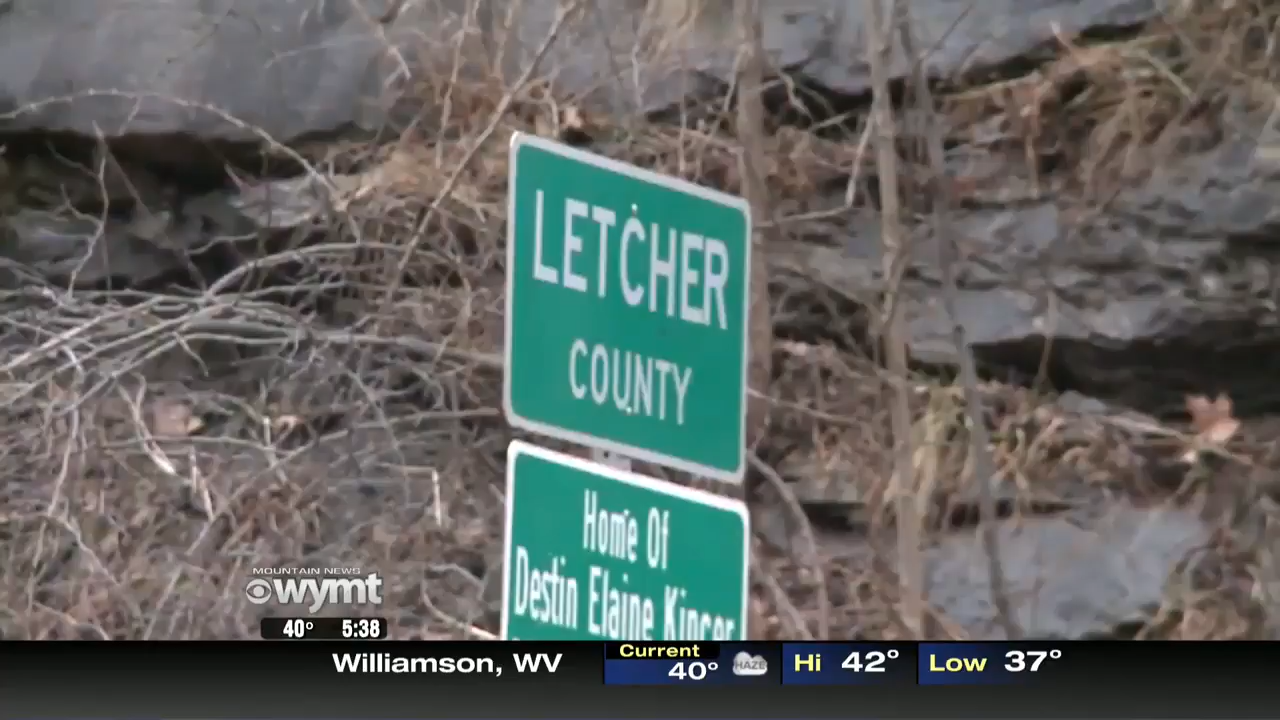 LETCHER
COUNTY
Home Of
Destin Elaine Kincer
MOUNTAIN NEWS
wymt
40° 5:38
Williamson, WV
Current
40°
HAZE
Hi 42°
Low 37°